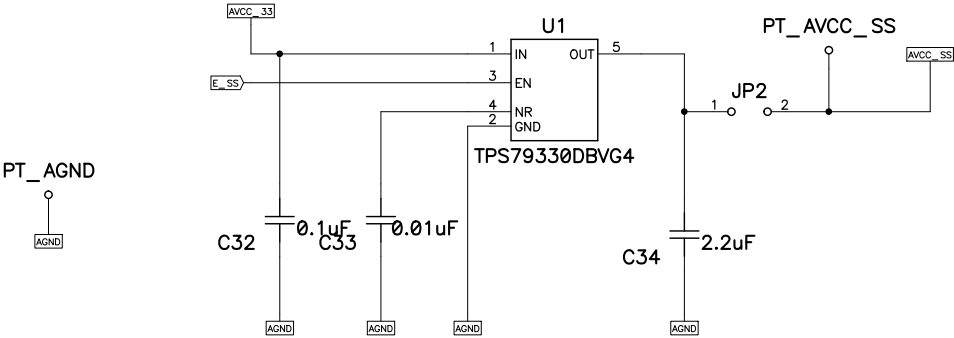 AVCC_33
U1
PT_AVCC_SS
1 IN OUT 5
AVCC_SS
E_SS 3 EN
JP2
4 NR 1 2
2 GND
TPS79330DBVG4
PT_AGND
0.1uF 0.01uF
AGND C32 C33 2.2uF
C34
AGND AGND AGND AGND